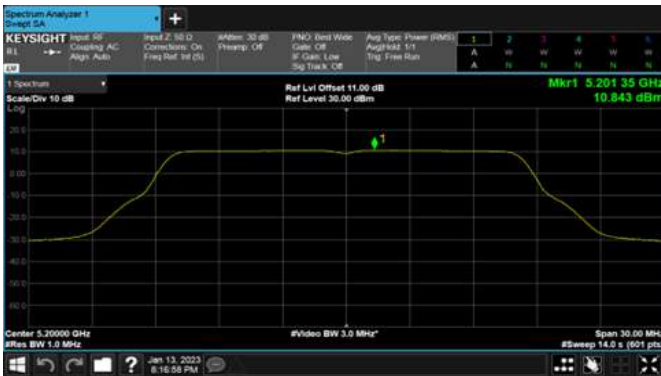 Spectrum Analyzer 1
Swept SA
+
KEYSIGHT
Input: RF
Coupling: AC
Align: Auto
Input Z: 50 Ω
Corrections: On
Freq Ref: Int (S)
#Atten: 30 dB
Preamp: Off
PNO: Best Wide
Gate: Off
IF Gain: Low
Sig Track: Off
Avg Type: Power (RMS)
Avg|Hold: 1/1
Trig: Free Run
1 2 3 4 5 6
A W W W W W
A N N N N N
1 Spectrum
Ref Lvl Offset 11.00 dB
Mkr1 5.201 35 GHz
Scale/Div 10 dB
Ref Level 30.00 dBm
10.843 dBm
Log
20.0
10.0
1
0.00
-10.0
-20.0
-30.0
-40.0
-50.0
-60.0
Center 5.20000 GHz
#Video BW 3.0 MHz*
Span 30.00 MHz
#Res BW 1.0 MHz
#Sweep 14.0 s (601 pts)
?
Jan 13, 2023
8:16:58 PM